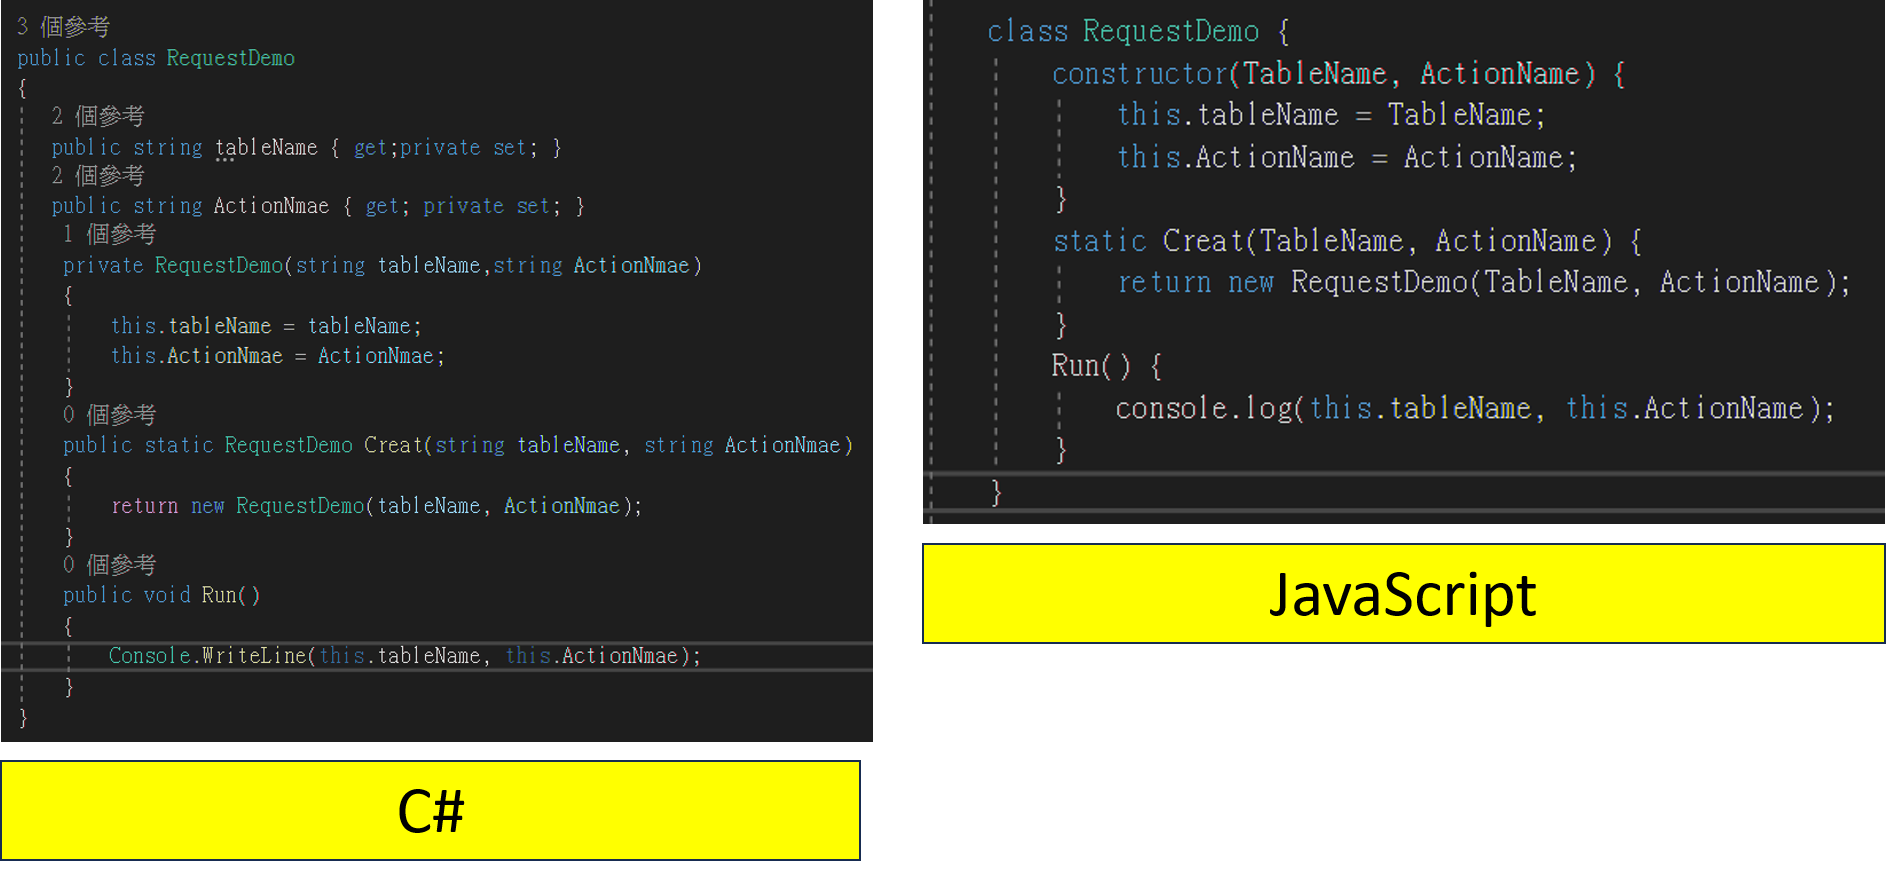 3 個參考
public class RequestDemo
{
2 個參考
public string tableName { get;private set; }
2 個參考
public string ActionNmae { get; private set; }
1 個參考
private RequestDemo(string tableName,string ActionNmae)
{
this.tableName = tableName;
this.ActionNmae = ActionNmae;
}
0 個參考
public static RequestDemo Creat(string tableName, string ActionNmae)
{
return new RequestDemo(tableName, ActionNmae);
}
0 個參考
public void Run()
{
Console.WriteLine(this.tableName, this.ActionNmae);
}
}
C#
class RequestDemo {
constructor(TableName, ActionName) {
this.tableName = TableName;
this.ActionName = ActionName;
}
static Creat(TableName, ActionName) {
return new RequestDemo(TableName, ActionName);
}
Run() {
console.log(this.tableName, this.ActionName);
}
}
JavaScript